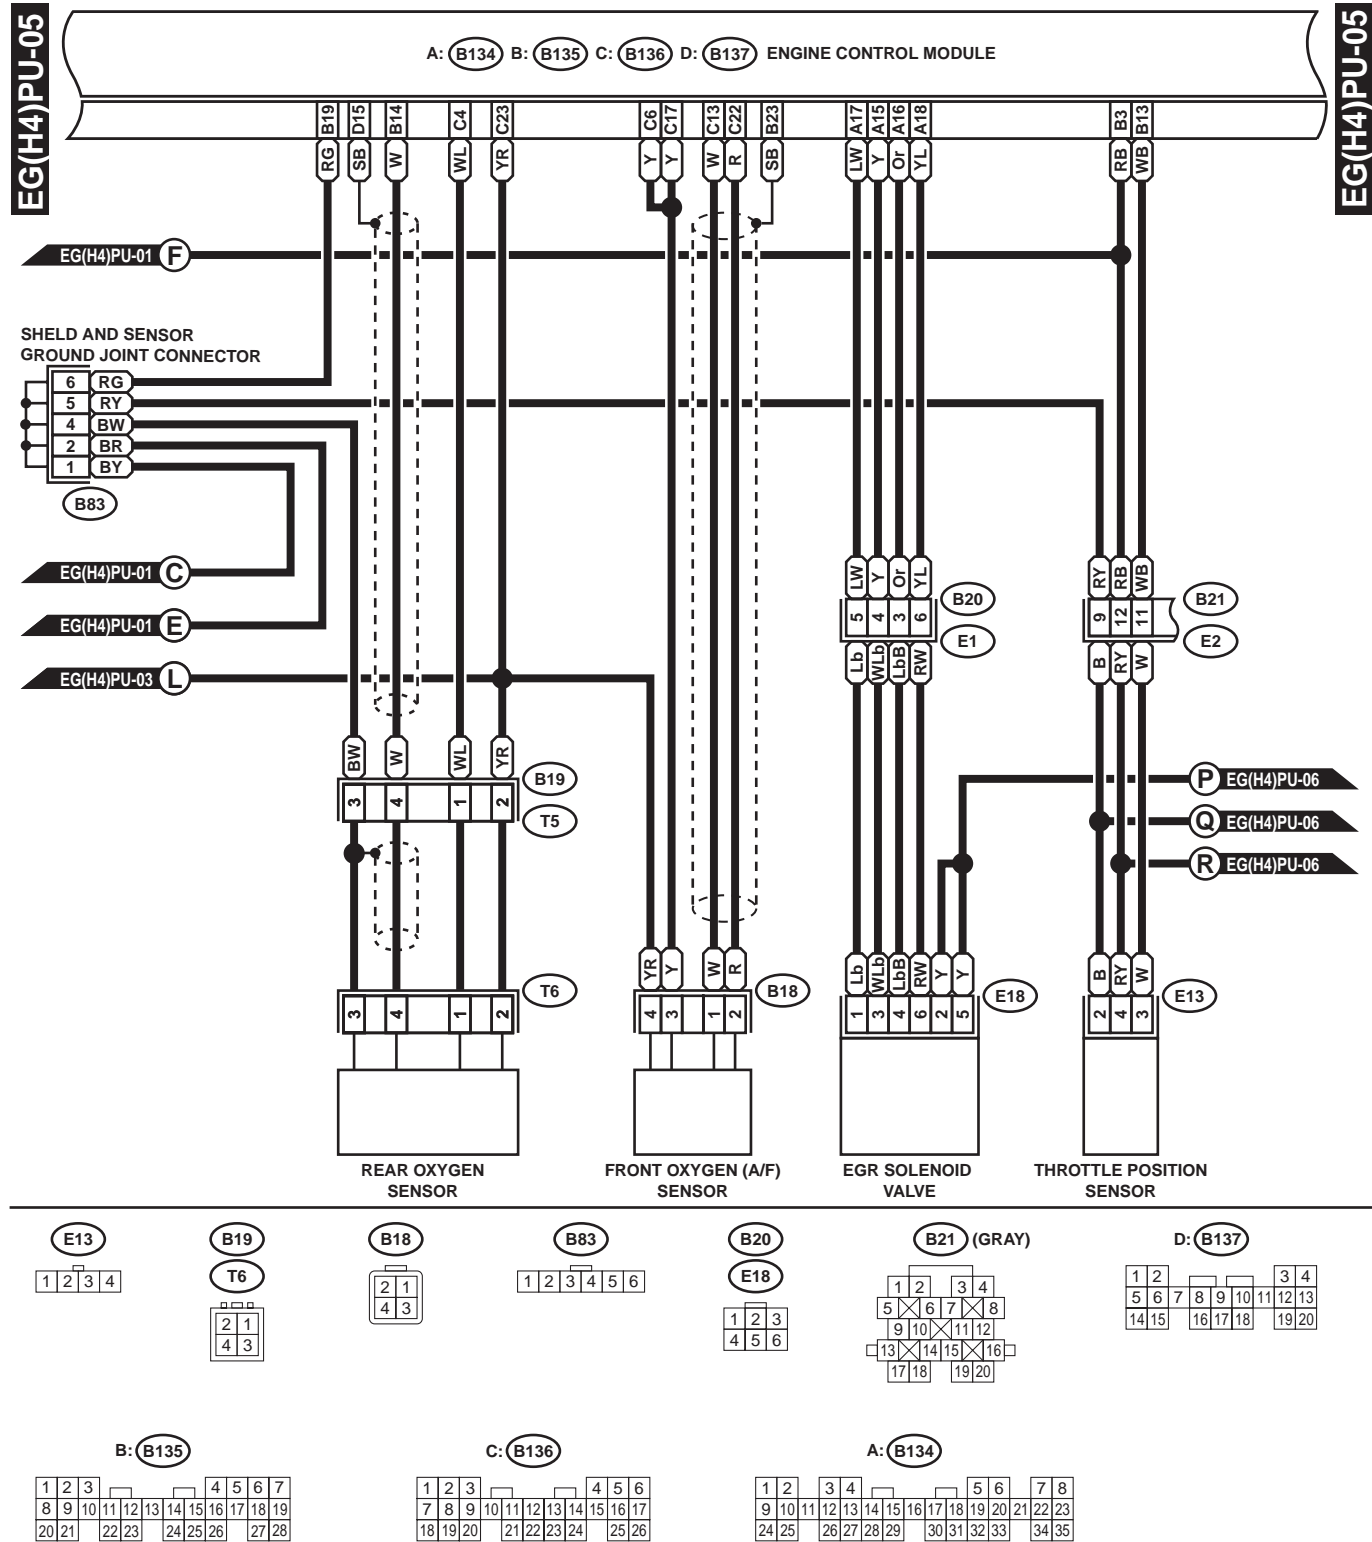 EG(H4)PU-05
EG(H4)PU-05
A: B134 B: B135 C: B136 D: B137 ENGINE CONTROL MODULE
B19 D15 B14 C4 C23 C6 C17 C13 C22 B23 A17 A15 A16 A18 B3 B13
RG SB W WL YR Y Y W R SB LW Y Or YL RB WB
EG(H4)PU-01 F
SHELD AND SENSOR
GROUND JOINT CONNECTOR
6 RG
5 RY
4 BW
2 BR
1 BY
B83
EG(H4)PU-01 C
EG(H4)PU-01 E
EG(H4)PU-03 L
LW Y Or YL RY RB WB
5 4 3 6 B20 9 12 11 B21
E1 E2
Lb WLb LbB RW B RY W
BW W WL YR
3 4 1 2 B19
T5
P EG(H4)PU-06
Q EG(H4)PU-06
R EG(H4)PU-06
YR Y W R Lb WLb LbB RW Y Y B RY W
3 4 1 2 T6 4 3 1 2 B18 1 3 4 6 2 5 E18 2 4 3 E13
REAR OXYGEN
SENSOR
FRONT OXYGEN (A/F)
SENSOR
EGR SOLENOID
VALVE
THROTTLE POSITION
SENSOR
E13
1 2 3 4
B19
T6
2 1
4 3
B18
2 1
4 3
B83
1 2 3 4 5 6
B20
E18
1 2 3
4 5 6
B21 (GRAY)
1 2 3 4
5 6 7 8
9 10 11 12
13 14 15 16
17 18 19 20
D: B137
1 2 3 4
5 6 7 8 9 10 11 12 13
14 15 16 17 18 19 20
B: B135
1 2 3 4 5 6 7
8 9 10 11 12 13 14 15 16 17 18 19
20 21 22 23 24 25 26 27 28
C: B136
1 2 3 4 5 6
7 8 9 10 11 12 13 14 15 16 17
18 19 20 21 22 23 24 25 26
A: B134
1 2 3 4 5 6 7 8
9 10 11 12 13 14 15 16 17 18 19 20 21 22 23
24 25 26 27 28 29 30 31 32 33 34 35